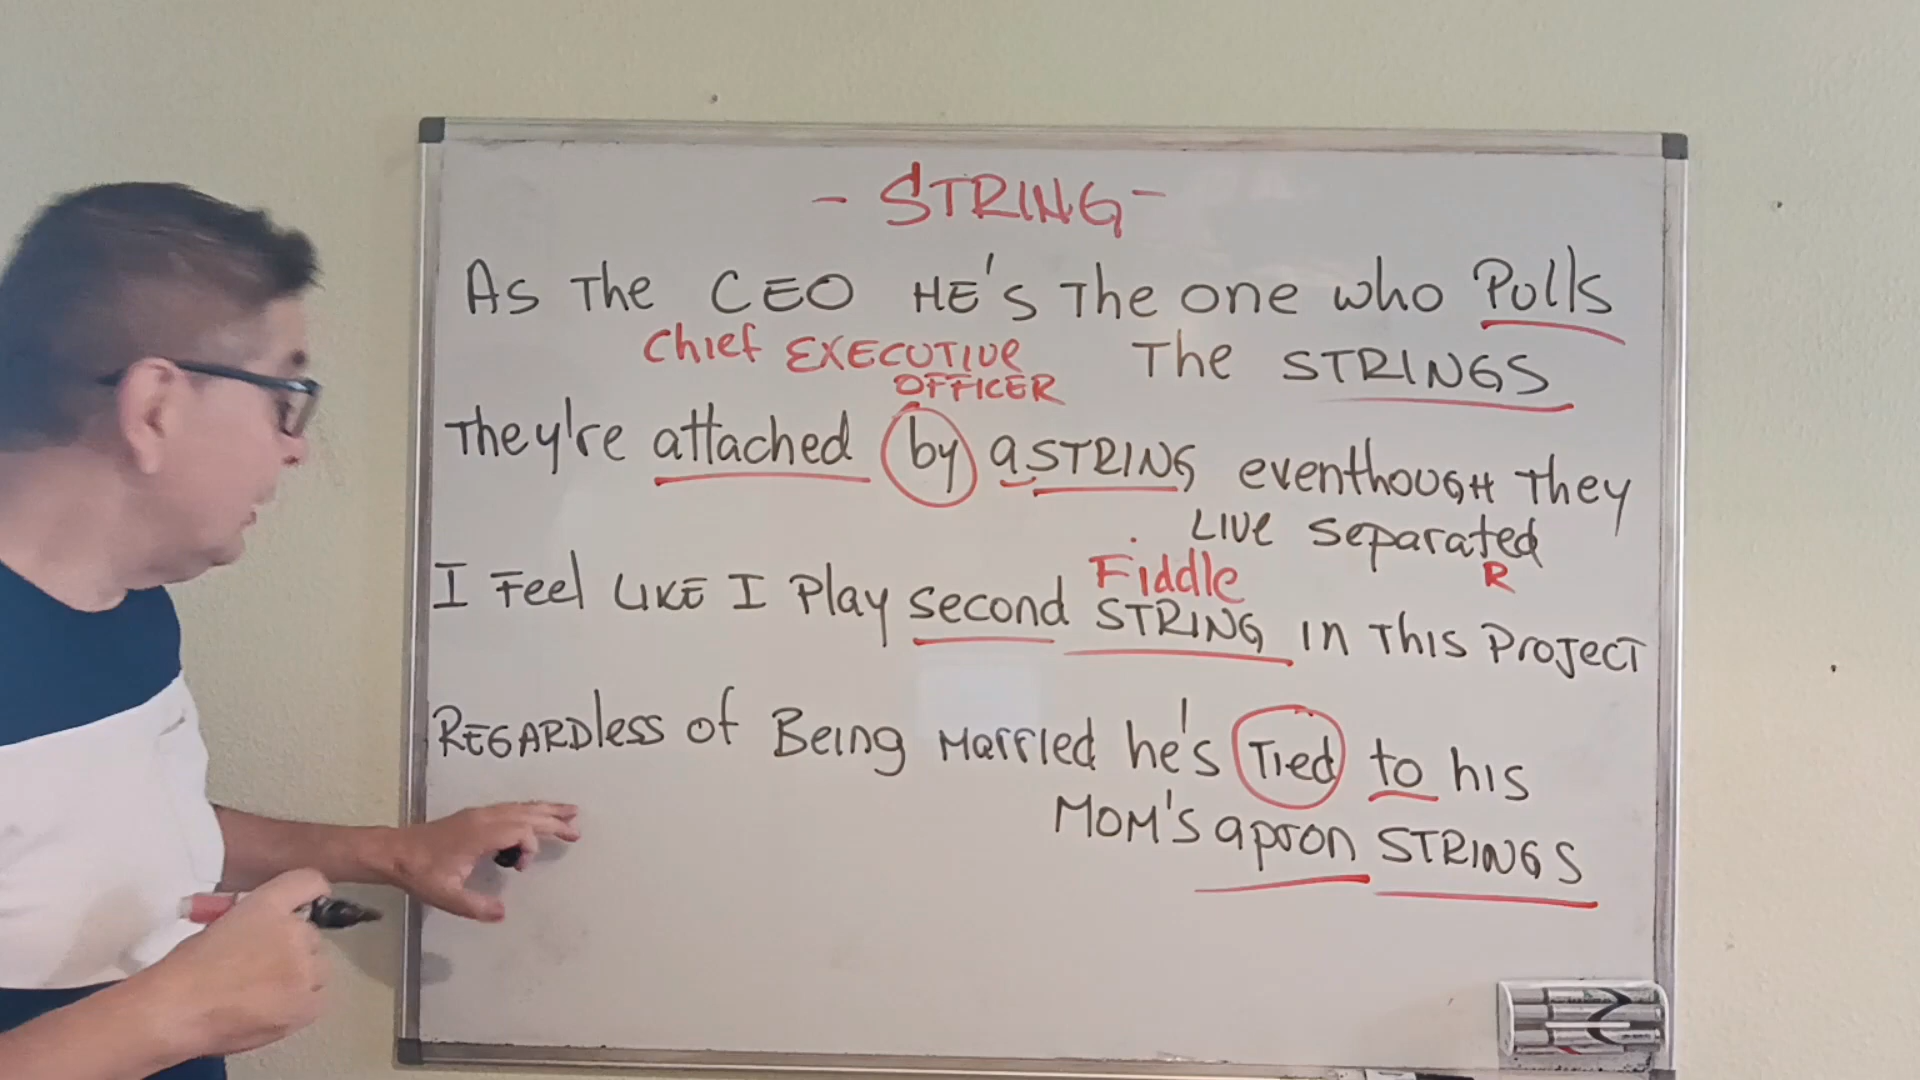 - STRING -
As The CEO HE's The one who Pulls
Chief EXECUTIVE The STRINGS
OFFICER
They're attached by a STRING eventhough They
Live separated
R
Fiddle
I Feel LIKE I Play second STRING in This Project
REGARDless of Being Married he's Tied to his
Mom's apron STRINGS